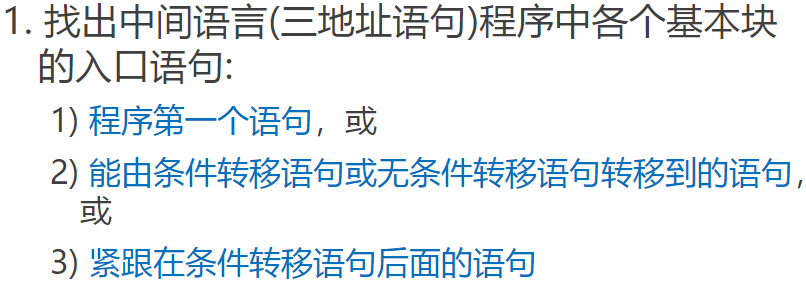 1. 找出中间语言(三地址语句)程序中各个基本块
的入口语句:
1) 程序第一个语句，或
2) 能由条件转移语句或无条件转移语句转移到的语句，
或
3) 紧跟在条件转移语句后面的语句